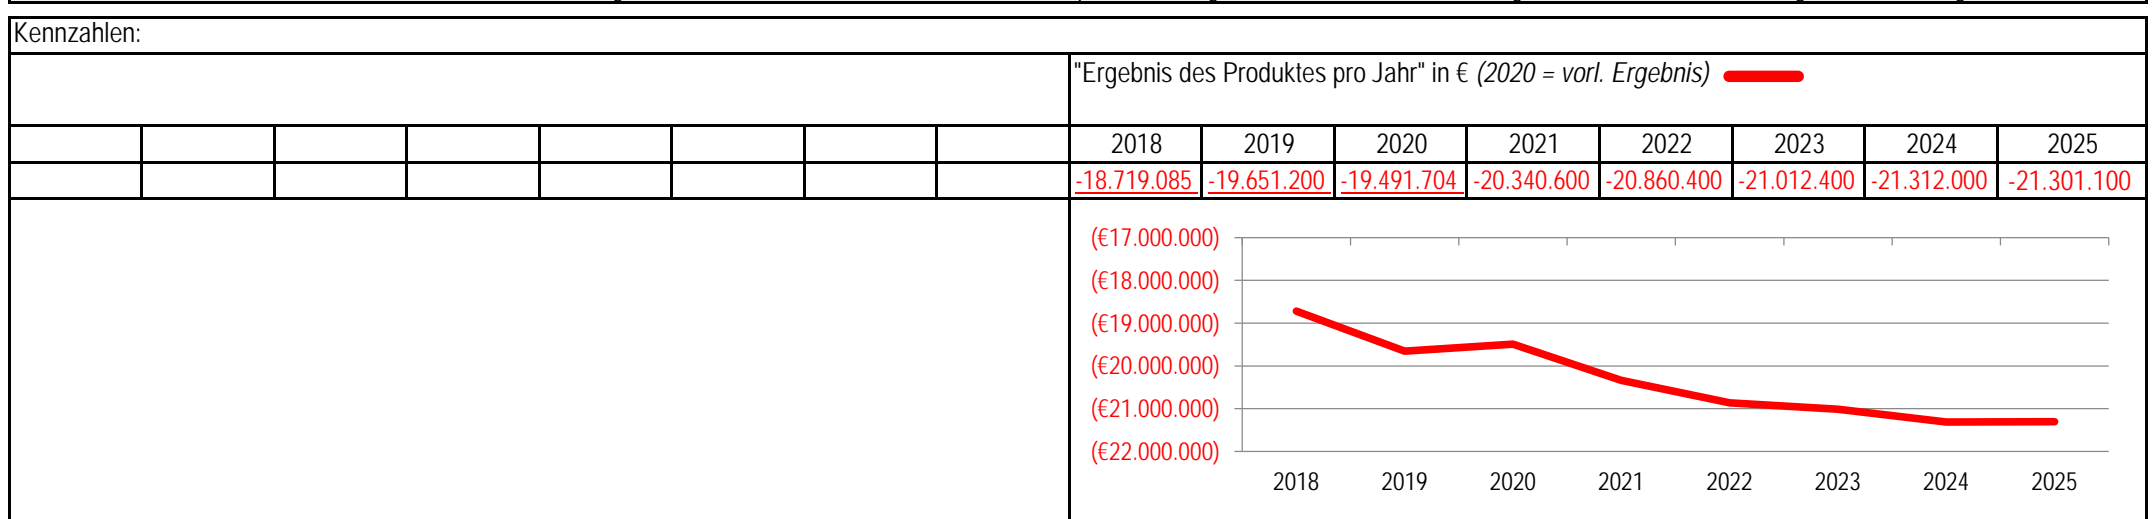 Kennzahlen:
"Ergebnis des Produktes pro Jahr" in € (2020 = vorl. Ergebnis)
2018 2019 2020 2021 2022 2023 2024 2025
-18.719.085 -19.651.200 -19.491.704 -20.340.600 -20.860.400 -21.012.400 -21.312.000 -21.301.100
(€17.000.000)
(€18.000.000)
(€19.000.000)
(€20.000.000)
(€21.000.000)
(€22.000.000)
2018 2019 2020 2021 2022 2023 2024 2025